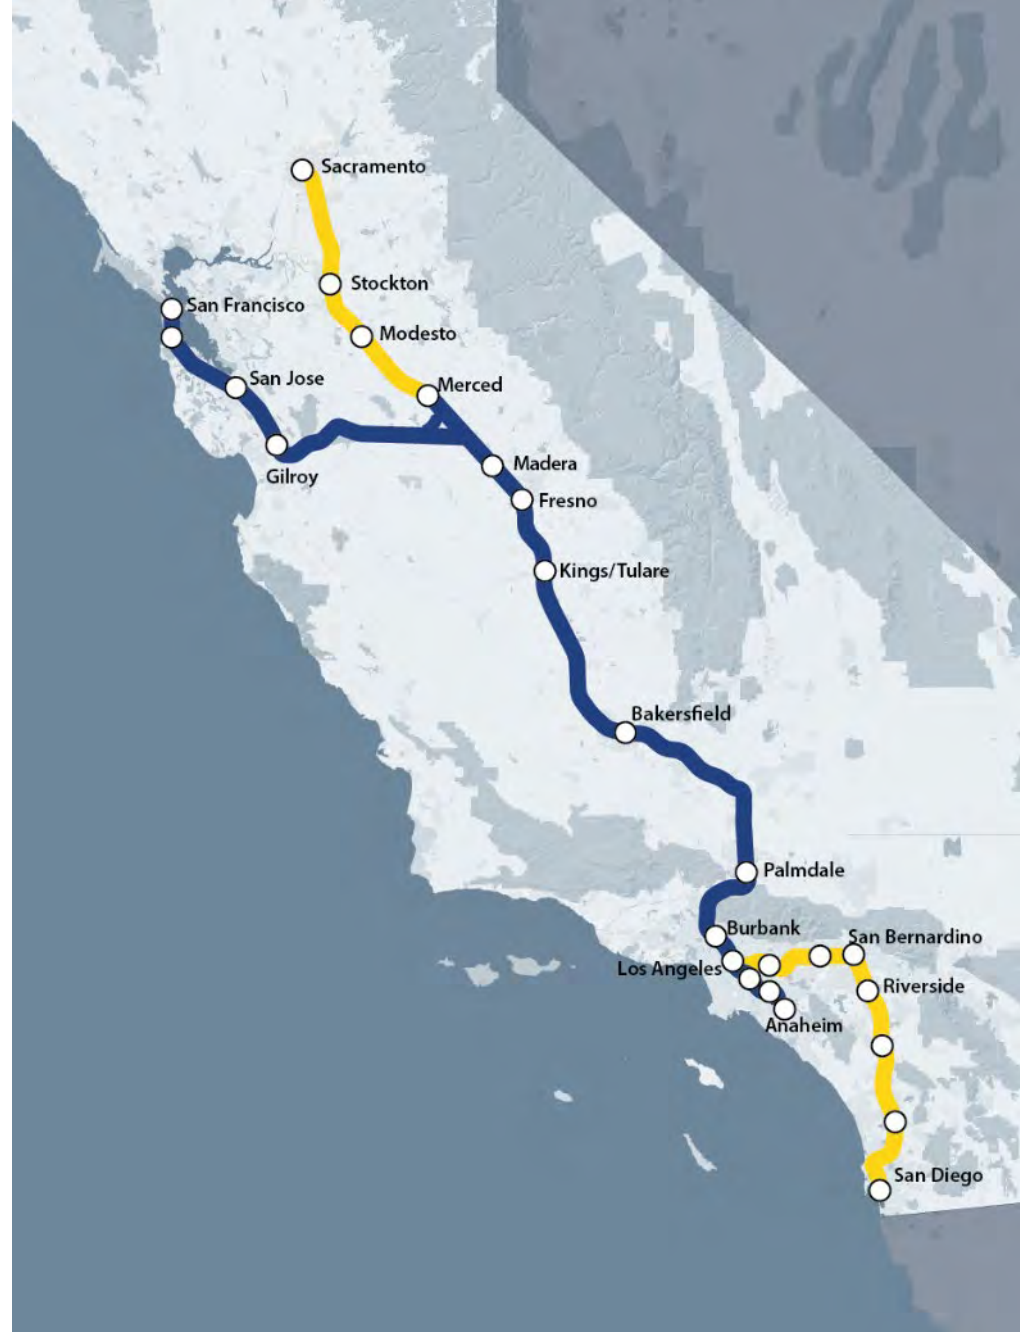 Sacramento
Stockton
San Francisco
Modesto
San Jose
Merced
Gilroy
Madera
Fresno
Kings/Tulare
Bakersfield
Palmdale
Burbank
San Bernardino
Los Angeles
Riverside
Anaheim
San Diego